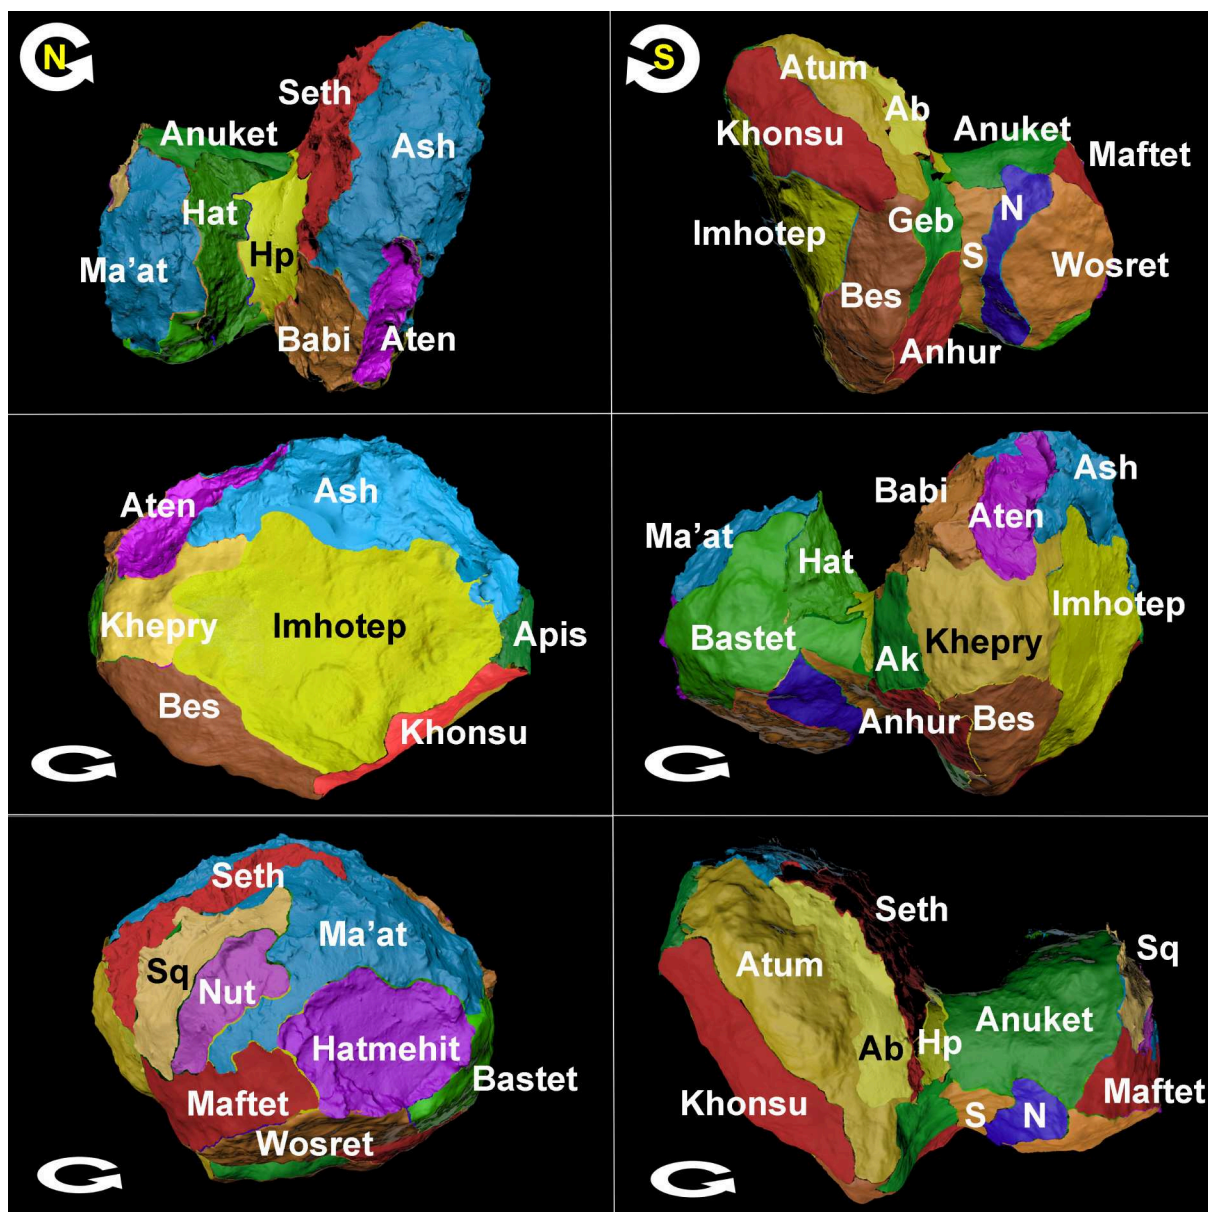 N
Seth
Anuket
Ash
Hat
Hp
Ma'at
Babi
Aten
S
Atum
Ab
Khonsu
Anuket
Maftet
Geb
N
Imhotep
S
Wosret
Bes
Anhur
Ash
Aten
Khepry
Imhotep
Apis
Bes
Khonsu
Babi
Ash
Aten
Ma'at
Hat
Imhotep
Bastet
Khepry
Ak
Anhur
Bes
Seth
Ma'at
Sq
Nut
Hatmehit
Bastet
Maftet
Wosret
Seth
Sq
Atum
Anuket
Ab
Hp
Khonsu
Maftet
S
N